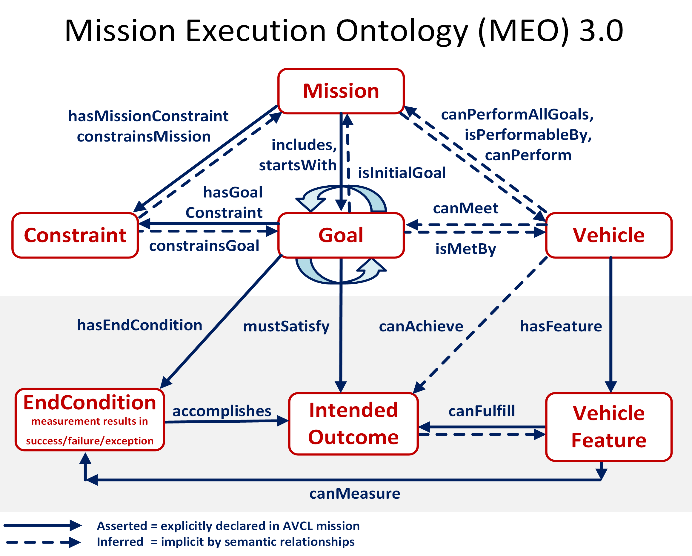 Mission Execution Ontology (MEO) 3.0
Mission
hasMissionConstraint
constrainsMission
includes,
startsWith
isInitialGoal
canPerformAllGoals,
isPerformableBy,
canPerform
hasGoal
Constraint
constrainsGoal
canMeet
isMetBy
Constraint
Goal
Vehicle
hasEndCondition
mustSatisfy
canAchieve
hasFeature
EndCondition
measurement results in
success/failure/exception
accomplishes
Intended
Outcome
canFulfill
Vehicle
Feature
canMeasure
Asserted = explicitly declared in AVCL mission
Inferred = implicit by semantic relationships